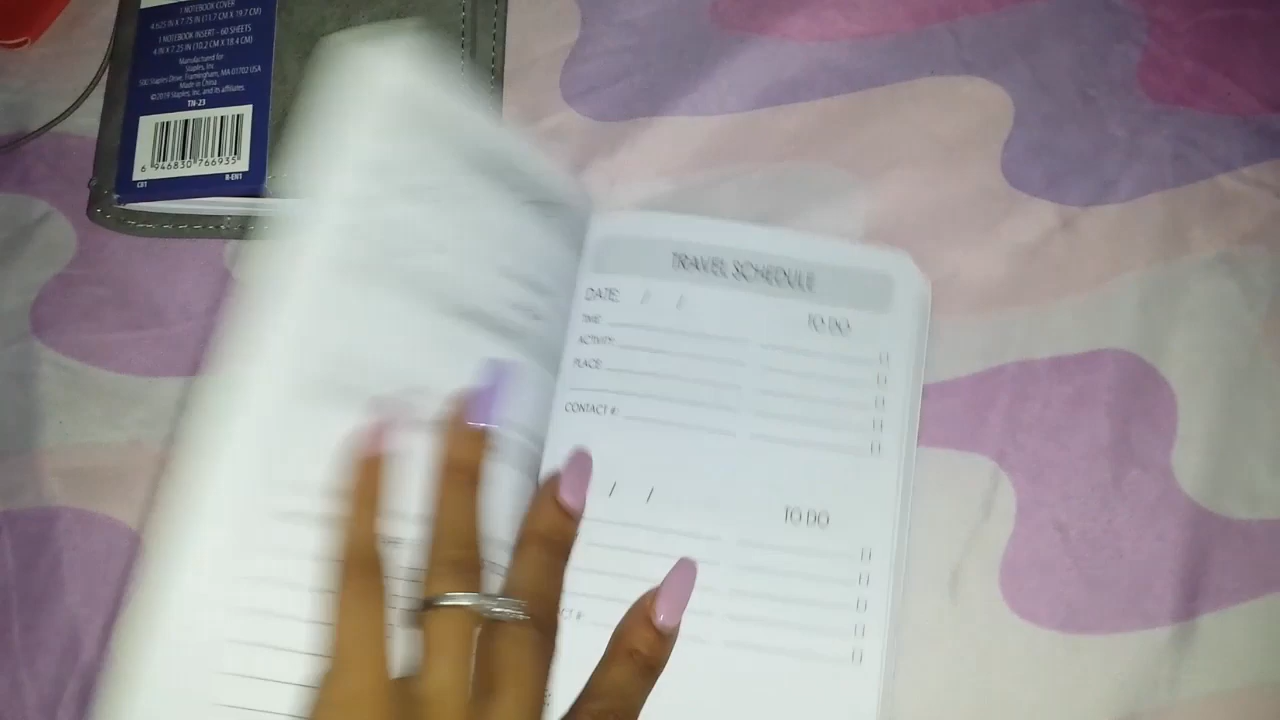 1 NOTEBOOK COVER
4.625 IN X 7.75 IN (11.7 CM X 19.7 CM)
1 NOTEBOOK INSERT - 60 SHEETS
4 IN X 7.25 IN (10.2 CM X 18.4 CM)
Manufactured for
Staples, Inc.
500 Staples Drive, Framingham, MA 01702 USA
Made in China
©2019 Staples, Inc. and its affiliates.
TN-23
6 946830 766935
C01 R-EN1
TRAVEL SCHEDULE
DATE: / /
TO DO
TIME:
ACTIVITY:
PLACE:
CONTACT #:
/ /
TO DO
CT #: